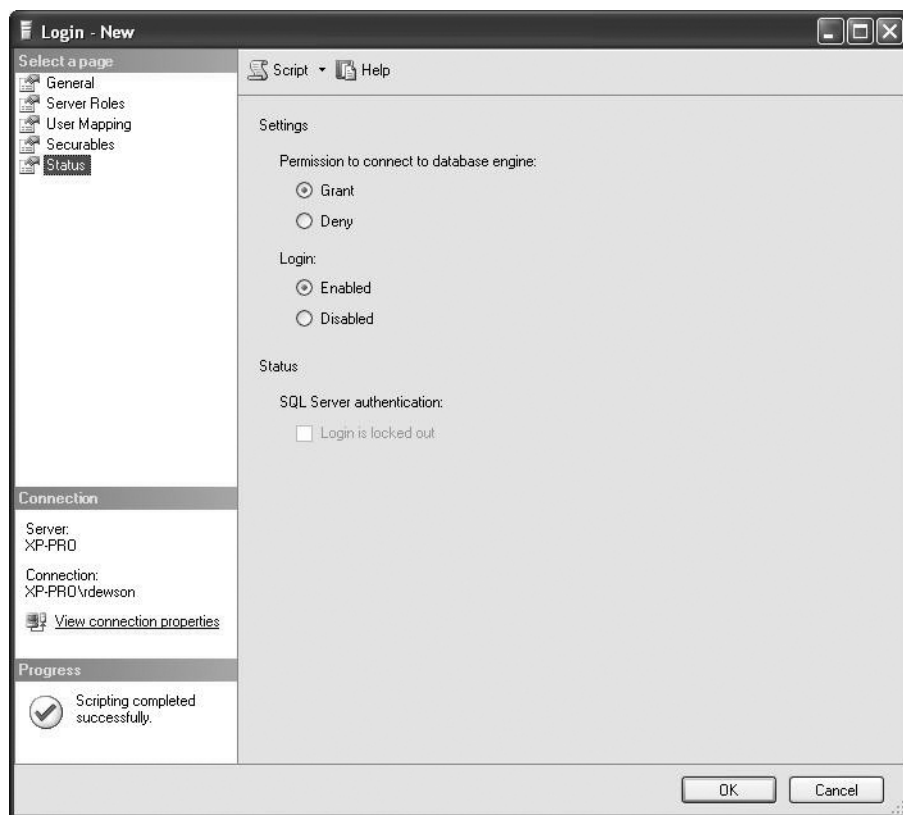 Login - New
Select a page
General
Server Roles
User Mapping
Securables
Status
Script
Help
Settings
Permission to connect to database engine:
Grant
Deny
Login:
Enabled
Disabled
Status
SQL Server authentication:
Login is locked out
Connection
Server:
XP-PRO
Connection:
XP-PRO\rdewson
View connection properties
Progress
Scripting completed
successfully.
OK
Cancel